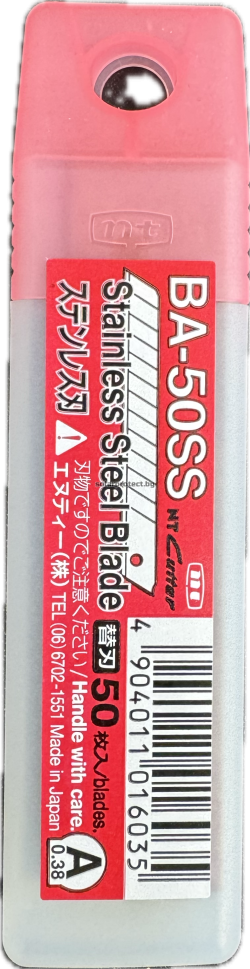 nt
BA-50SS
NT Cutter
nt
Stainless Steel Blade
ステンレス刃
替刃 50 枚入/blades.
刃物ですのでご注意ください/Handle with care.
エヌティー(株) TEL (06) 6702-1551 Made in Japan
A
0.38
4 904011 016035